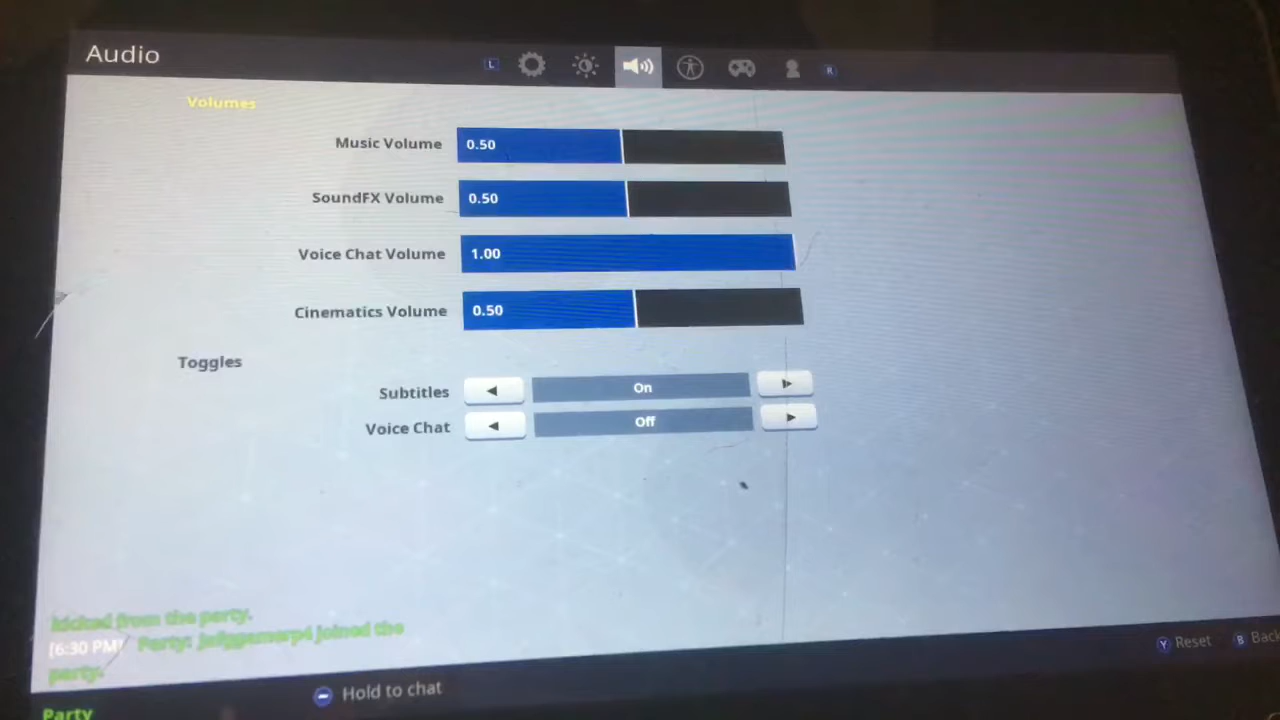 Audio
L
R
Volumes
Music Volume 0.50
SoundFX Volume 0.50
Voice Chat Volume 1.00
Cinematics Volume 0.50
Toggles
Subtitles On
Voice Chat Off
kicked from the party.
[6:30 PM] Party: joined the
party.
Y Reset B Back
Hold to chat
Party